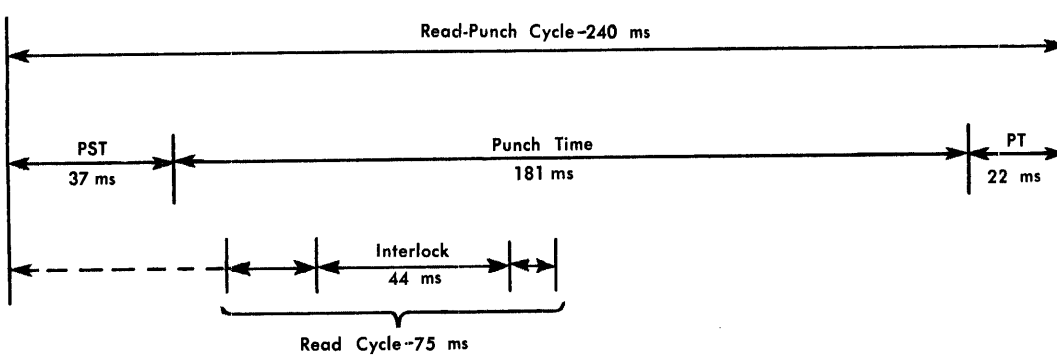 Read-Punch Cycle-240 ms
PST
37 ms
Punch Time
181 ms
PT
22 ms
Interlock
44 ms
Read Cycle-75 ms